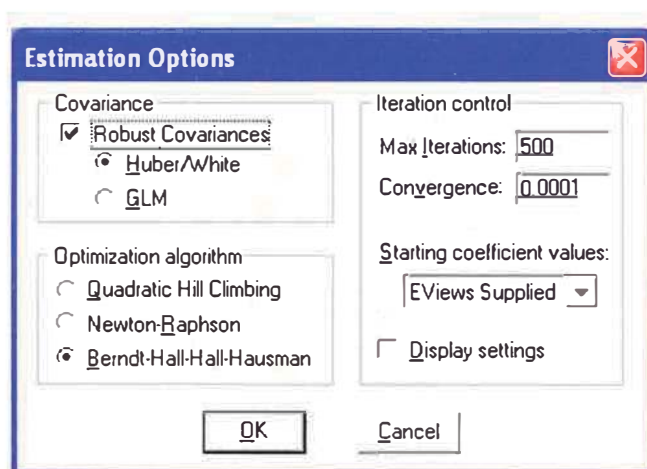 Estimation Options
Covariance
Robust Covariances
Huber/White
GLM
Optimization algorithm
Quadratic Hill Climbing
Newton-Raphson
Berndt-Hall-Hall-Hausman
Iteration control
Max Iterations: 500
Convergence: 0.0001
Starting coefficient values:
EViews Supplied
Display settings
OK
Cancel